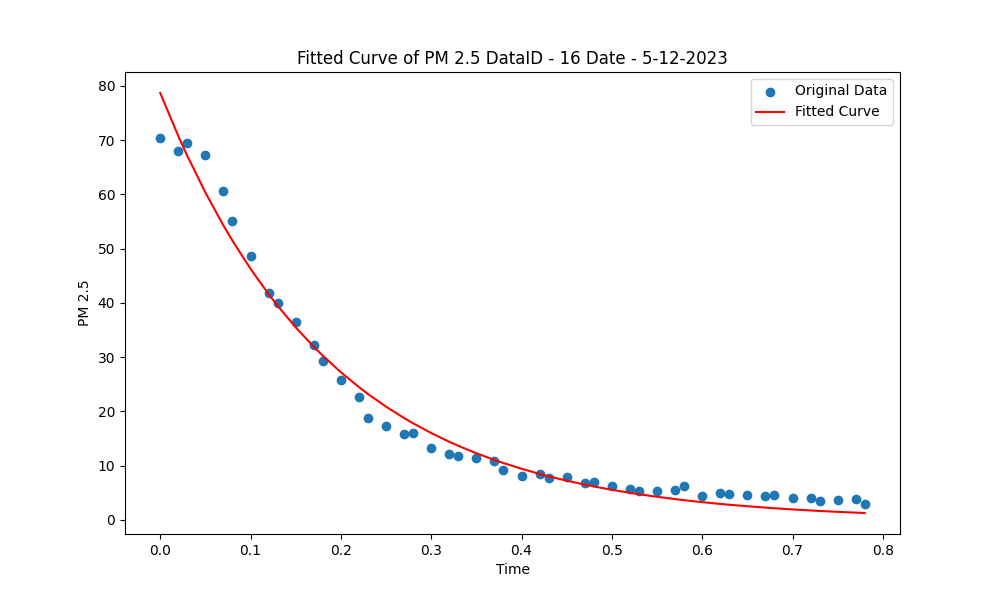 Fitted Curve of PM 2.5 DataID - 16 Date - 5-12-2023
Original Data
Fitted Curve
PM 2.5
80
70
60
50
40
30
20
10
0
0.0 0.1 0.2 0.3 0.4 0.5 0.6 0.7 0.8
Time